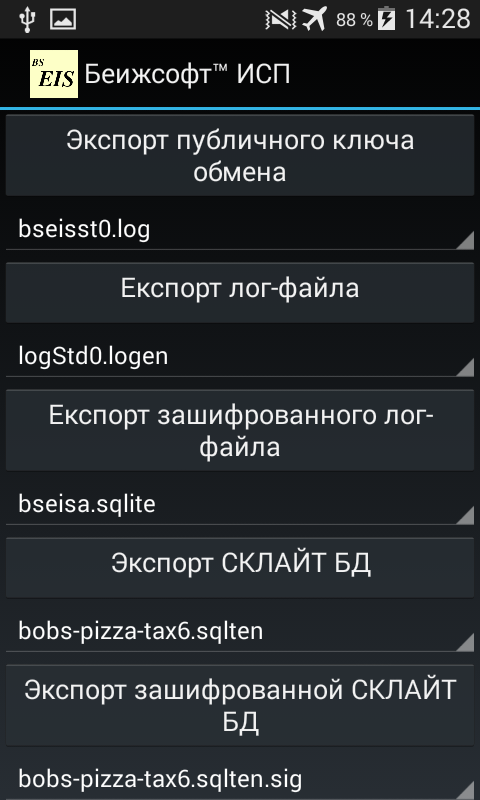 88 % 14:28
BS
EIS
Беижсофт™ ИСП
Экспорт публичного ключа
обмена
bseisst0.log
Експорт лог-файла
logStd0.logen
Експорт зашифрованного лог-
файла
bseisa.sqlite
Экспорт СКЛАЙТ БД
bobs-pizza-tax6.sqlten
Экспорт зашифрованной СКЛАЙТ
БД
bobs-pizza-tax6.sqlten.sig